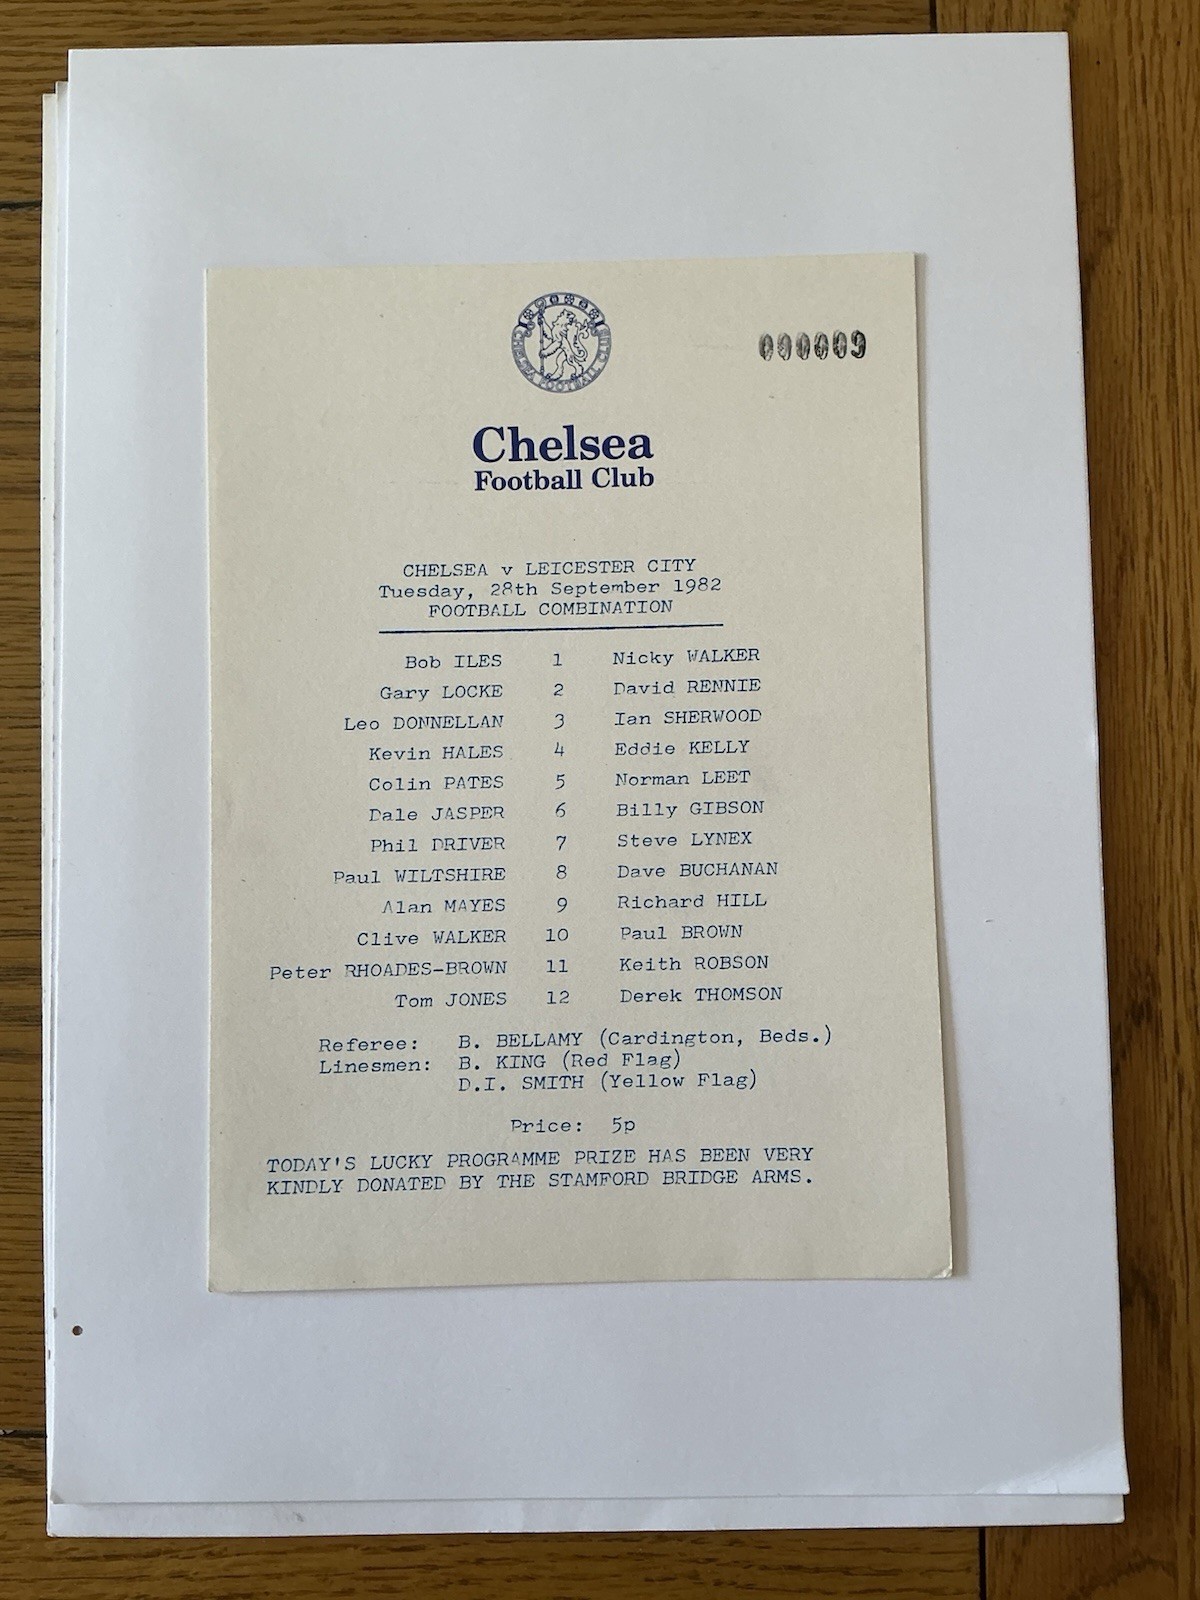 CHELSEA FOOTBALL CLUB
000009
Chelsea
Football Club
CHELSEA v LEICESTER CITY
Tuesday, 28th September 1982
FOOTBALL COMBINATION
Bob ILES 1 Nicky WALKER
Gary LOCKE 2 David RENNIE
Leo DONNELLAN 3 Ian SHERWOOD
Kevin HALES 4 Eddie KELLY
Colin PATES 5 Norman LEET
Dale JASPER 6 Billy GIBSON
Phil DRIVER 7 Steve LYNEX
Paul WILTSHIRE 8 Dave BUCHANAN
Alan MAYES 9 Richard HILL
Clive WALKER 10 Paul BROWN
Peter RHOADES-BROWN 11 Keith ROBSON
Tom JONES 12 Derek THOMSON
Referee: B. BELLAMY (Cardington, Beds.)
Linesmen: B. KING (Red Flag)
D.I. SMITH (Yellow Flag)
Price: 5p
TODAY'S LUCKY PROGRAMME PRIZE HAS BEEN VERY
KINDLY DONATED BY THE STAMFORD BRIDGE ARMS.